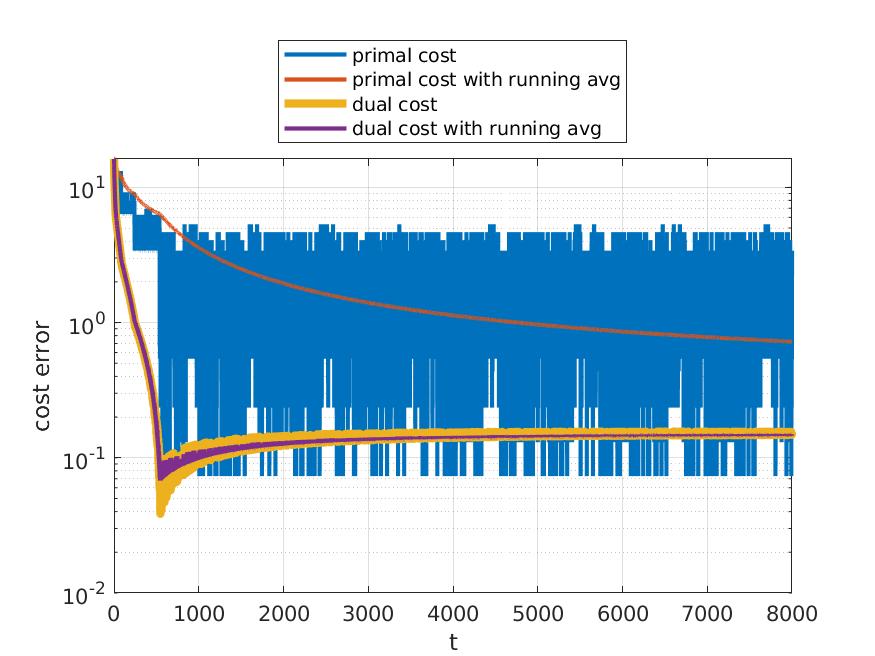 primal cost
primal cost with running avg
dual cost
dual cost with running avg
10^1
10^0
10^-1
10^-2
cost error
0 1000 2000 3000 4000 5000 6000 7000 8000
t